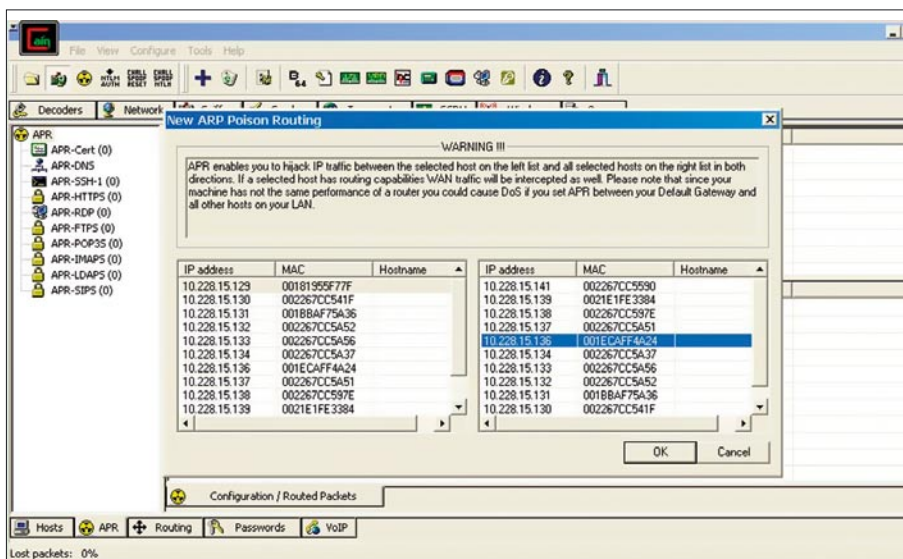 Cain
File View Configure Tools Help
Decoders Network
APR
APR-Cert (0)
APR-DNS
APR-SSH-1 (0)
APR-HTTPS (0)
APR-RDP (0)
APR-FTPS (0)
APR-POP3S (0)
APR-IMAPS (0)
APR-LDAPS (0)
APR-SIPS (0)
New ARP Poison Routing
WARNING !!!
APR enables you to hijack IP traffic between the selected host on the left list and all selected hosts on the right list in both
directions. If a selected host has routing capabilities WAN traffic will be intercepted as well. Please note that since your
machine has not the same performance of a router you could cause DoS if you set APR between your Default Gateway and
all other hosts on your LAN.
IP address MAC Hostname
10.228.15.129 00181955F77F
10.228.15.130 002267CC541F
10.228.15.131 001BBAF75A36
10.228.15.132 002267CC5A52
10.228.15.133 002267CC5A56
10.228.15.134 002267CC5A37
10.228.15.136 001ECAFF4A24
10.228.15.137 002267CC5A51
10.228.15.138 002267CC597E
10.228.15.139 0021E1FE3384
IP address MAC Hostname
10.228.15.141 002267CC5590
10.228.15.139 0021E1FE3384
10.228.15.138 002267CC597E
10.228.15.137 002267CC5A51
10.228.15.136 001ECAFF4A24
10.228.15.134 002267CC5A37
10.228.15.133 002267CC5A56
10.228.15.132 002267CC5A52
10.228.15.131 001BBAF75A36
10.228.15.130 002267CC541F
OK Cancel
Configuration / Routed Packets
Hosts APR Routing Passwords VoIP
Lost packets: 0%